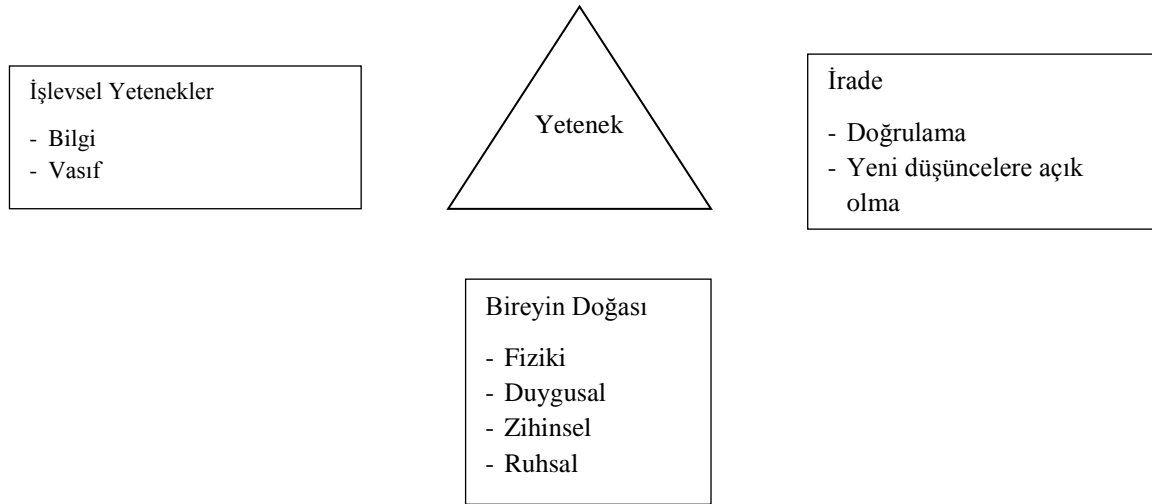 İşlevsel Yetenekler
- Bilgi
- Vasıf
Yetenek
İrade
- Doğrulama
- Yeni düşüncelere açık
olma
Bireyin Doğası
- Fiziki
- Duygusal
- Zihinsel
- Ruhsal